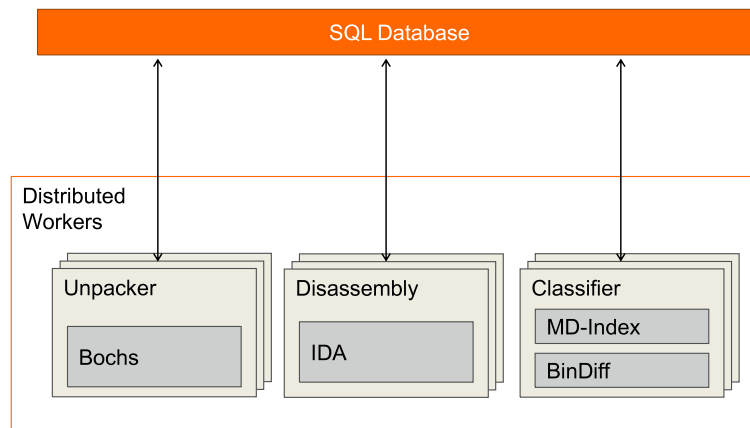 SQL Database
Distributed
Workers
Unpacker
Disassembly
Classifier
Bochs
IDA
MD-Index
BinDiff